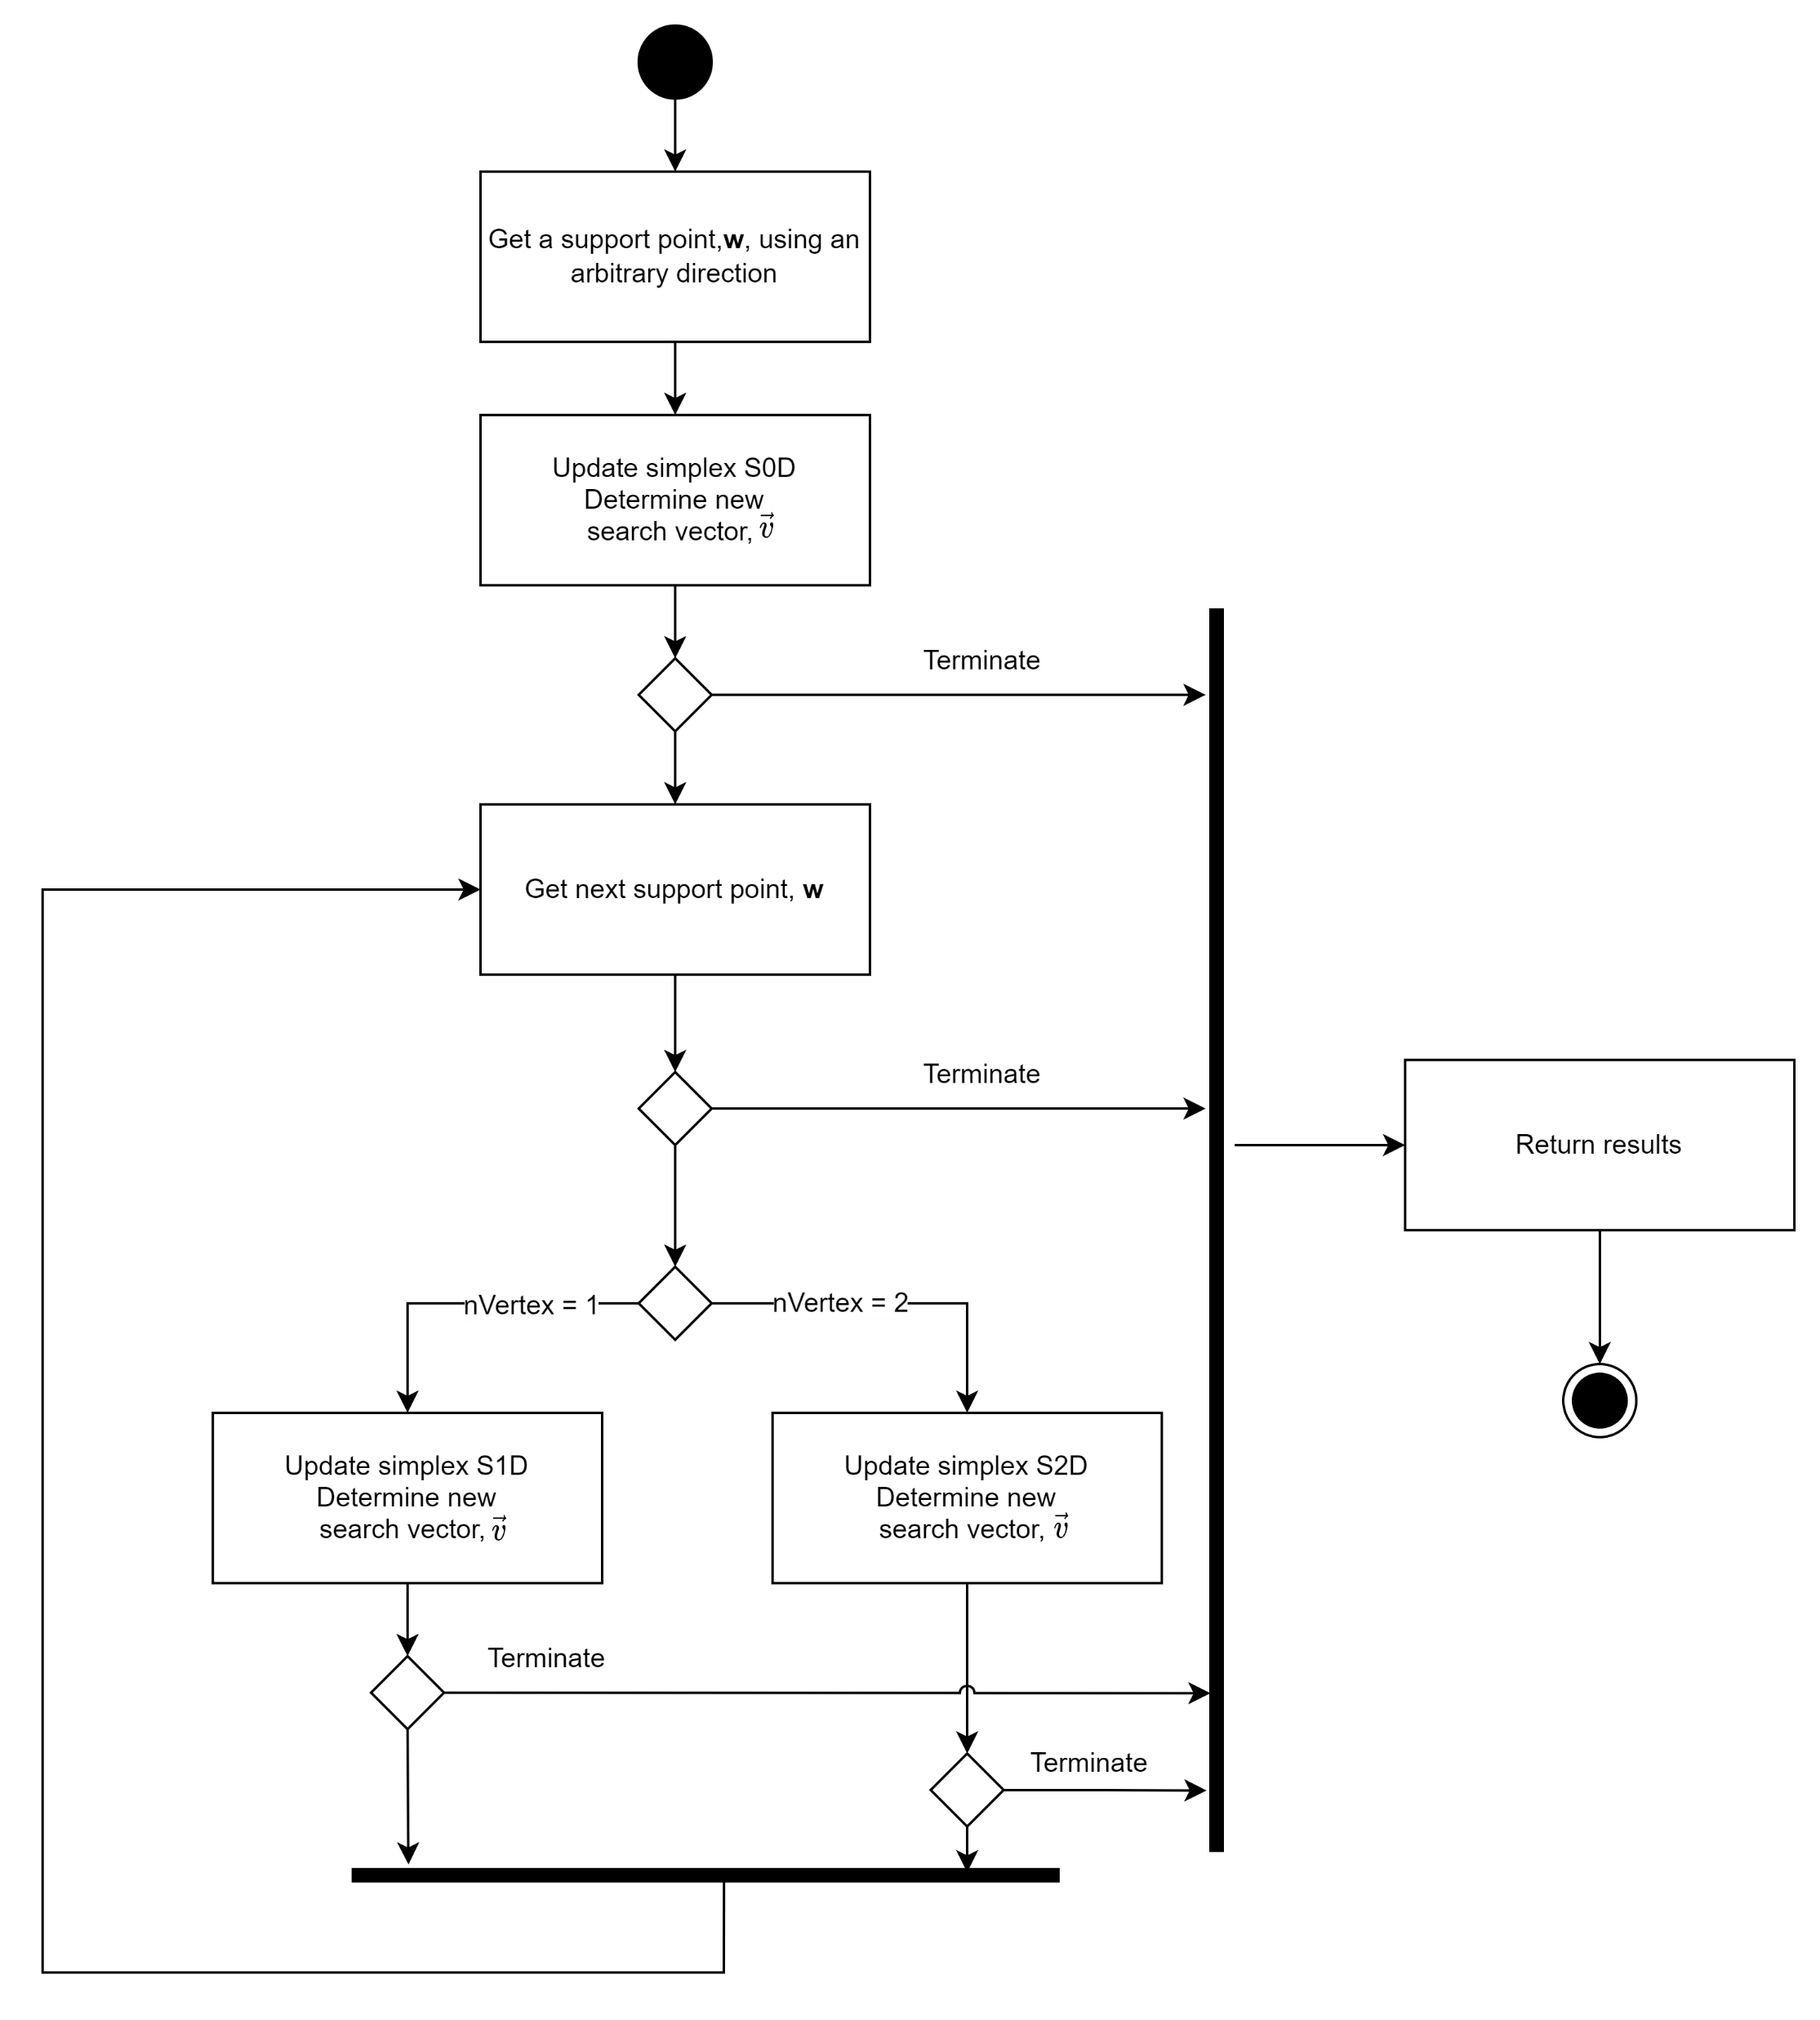 Get a support point,w, using an
arbitrary direction
Update simplex S0D
Determine new
search vector, v⃗
Terminate
Get next support point, w
Terminate
Return results
nVertex = 1
nVertex = 2
Update simplex S1D
Determine new
search vector, v⃗
Update simplex S2D
Determine new
search vector, v⃗
Terminate
Terminate